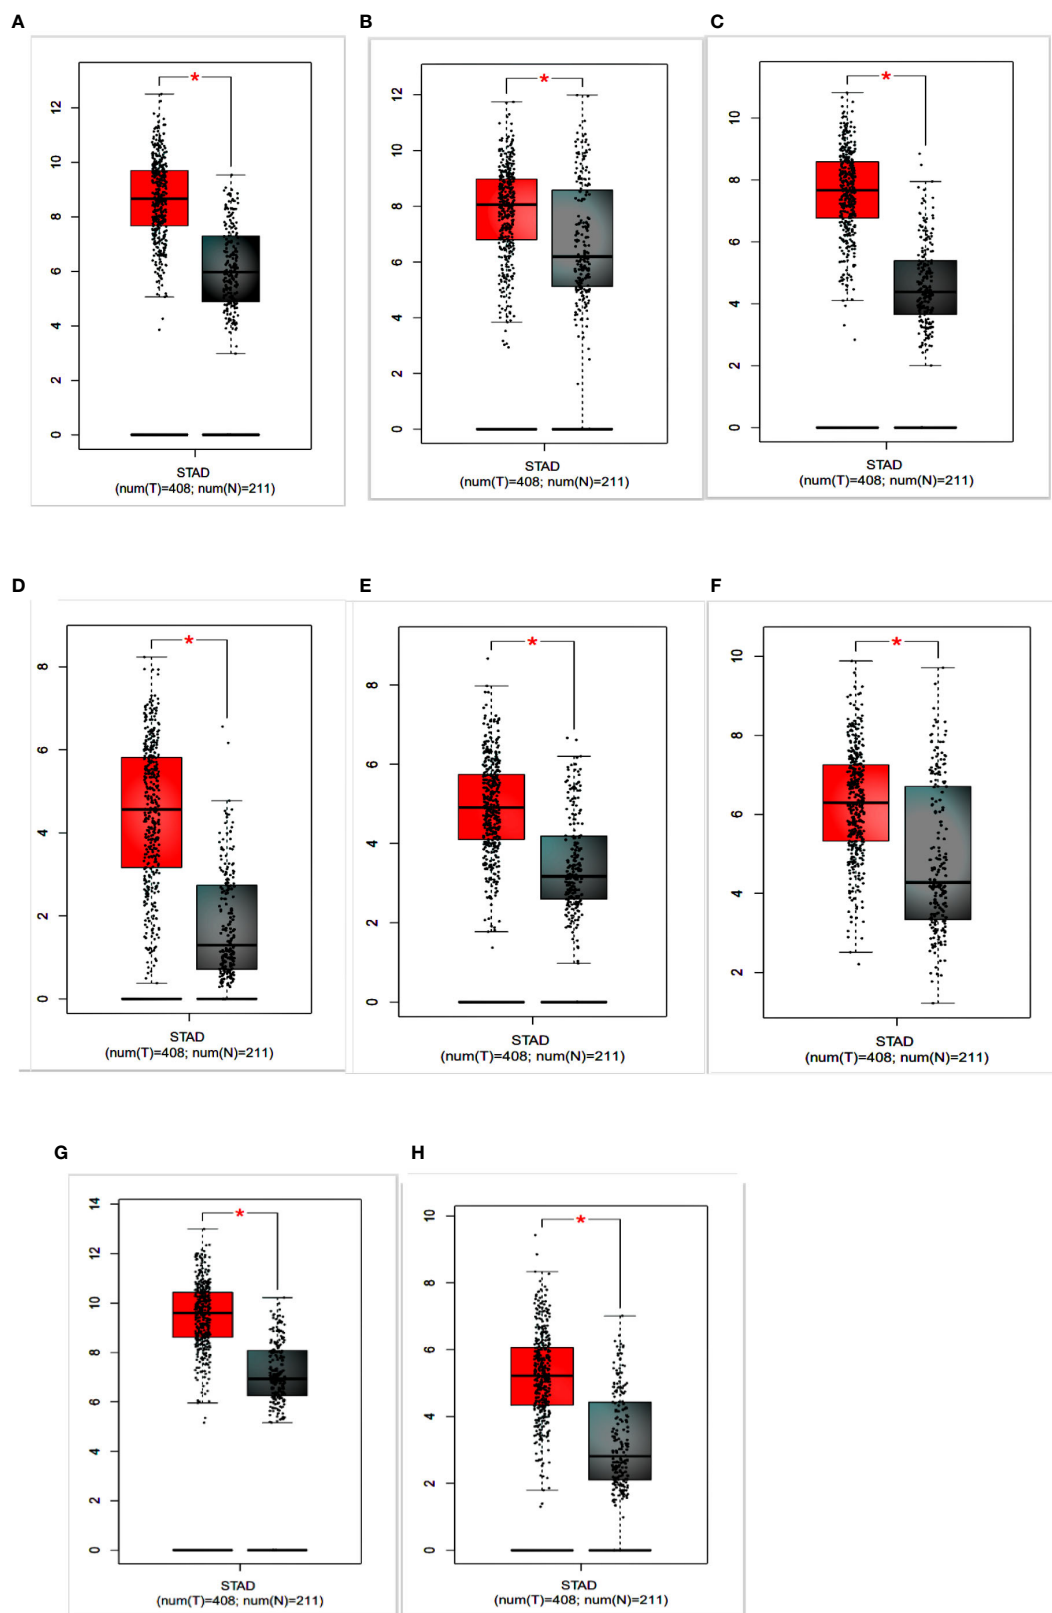 A
B
C
*
*
*
12
10
8
6
4
2
0
12
10
8
6
4
2
0
10
8
6
4
2
0
STAD
(num(T)=408; num(N)=211)
STAD
(num(T)=408; num(N)=211)
STAD
(num(T)=408; num(N)=211)
D
E
F
*
*
*
8
6
4
2
0
8
6
4
2
0
10
8
6
4
2
STAD
(num(T)=408; num(N)=211)
STAD
(num(T)=408; num(N)=211)
STAD
(num(T)=408; num(N)=211)
G
H
*
*
14
12
10
8
6
4
2
0
10
8
6
4
2
0
STAD
(num(T)=408; num(N)=211)
STAD
(num(T)=408; num(N)=211)